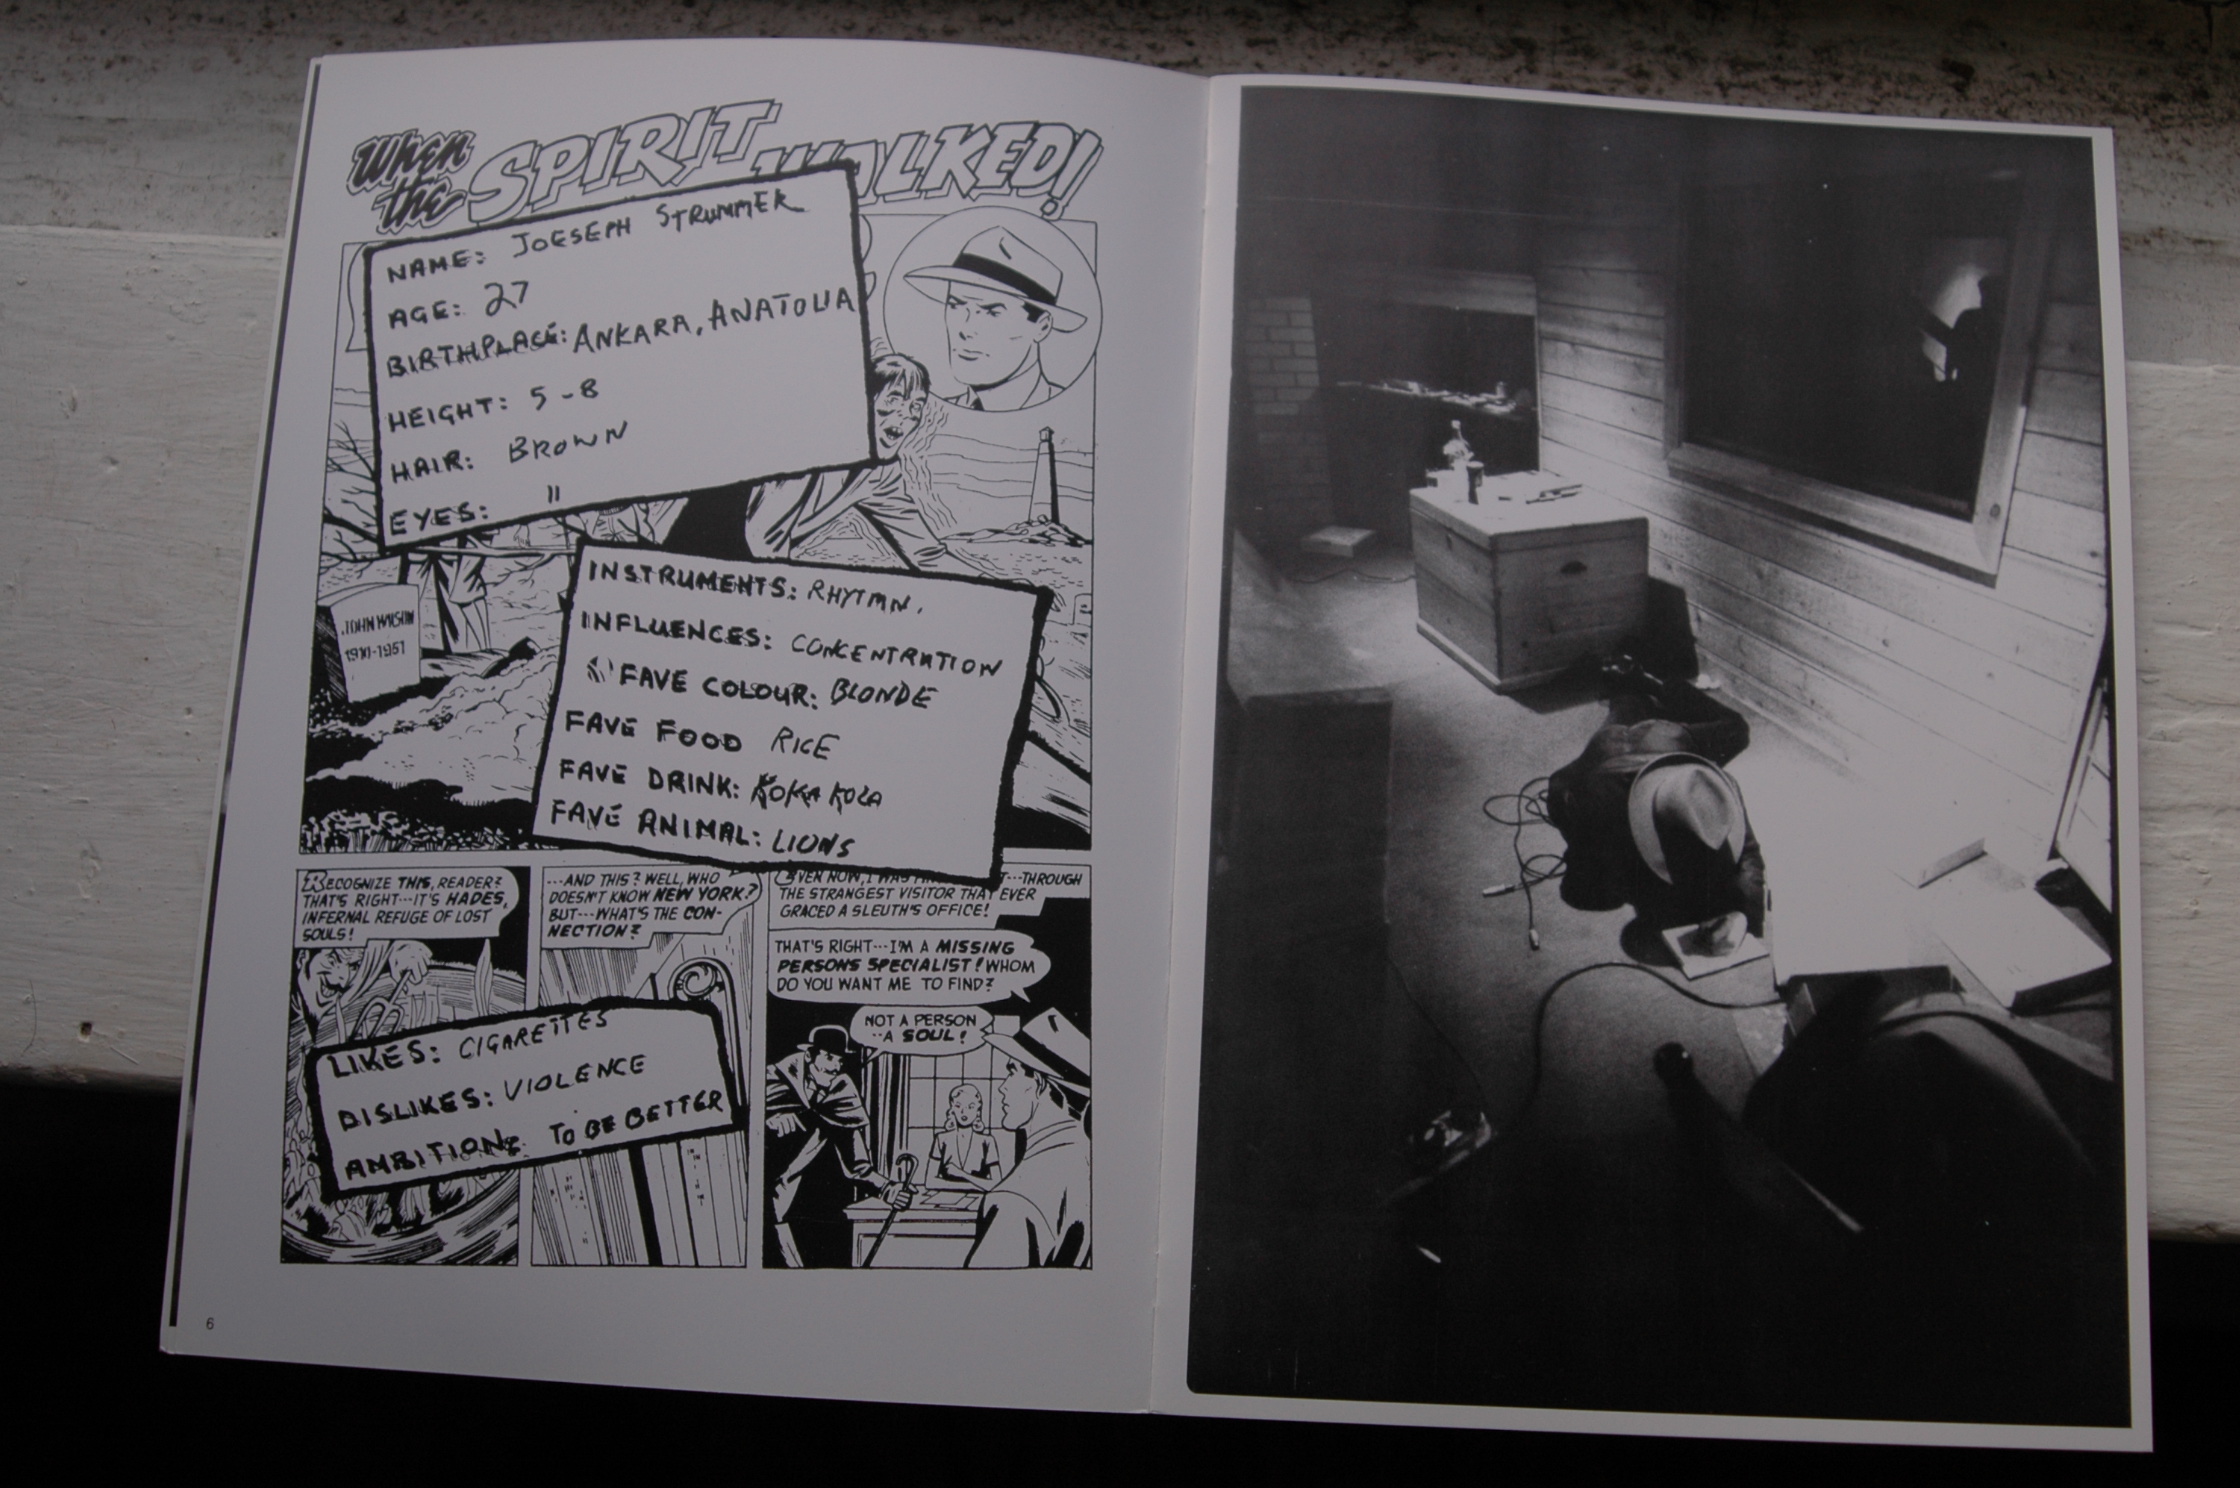 When
the
SPIRIT WALKED!
NAME: JOESEPH STRUMMER
AGE: 27
BIRTHPLACE: ANKARA, ANATOLIA
HEIGHT: 5-8
HAIR: BROWN
EYES: "
JOHN WILSON
1901-1951
INSTRUMENTS: RHYTMN.
INFLUENCES: CONCENTRATION
FAVE COLOUR: BLONDE
FAVE FOOD RICE
FAVE DRINK: KOKA KOLA
FAVE ANIMAL: LIONS
RECOGNIZE THIS, READER?
THAT'S RIGHT---IT'S HADES,
INFERNAL REFUGE OF LOST
SOULS!
...AND THIS? WELL, WHO
DOESN'T KNOW NEW YORK?
BUT---WHAT'S THE CON-
NECTION?
EVEN NOW, I WAS ---THROUGH
THE STRANGEST VISITOR THAT EVER
GRACED A SLEUTH'S OFFICE!
THAT'S RIGHT---I'M A MISSING
PERSONS SPECIALIST! WHOM
DO YOU WANT ME TO FIND?
NOT A PERSON
--A SOUL!
LIKES: CIGARETTES
DISLIKES: VIOLENCE
AMBITION: TO BE BETTER
6